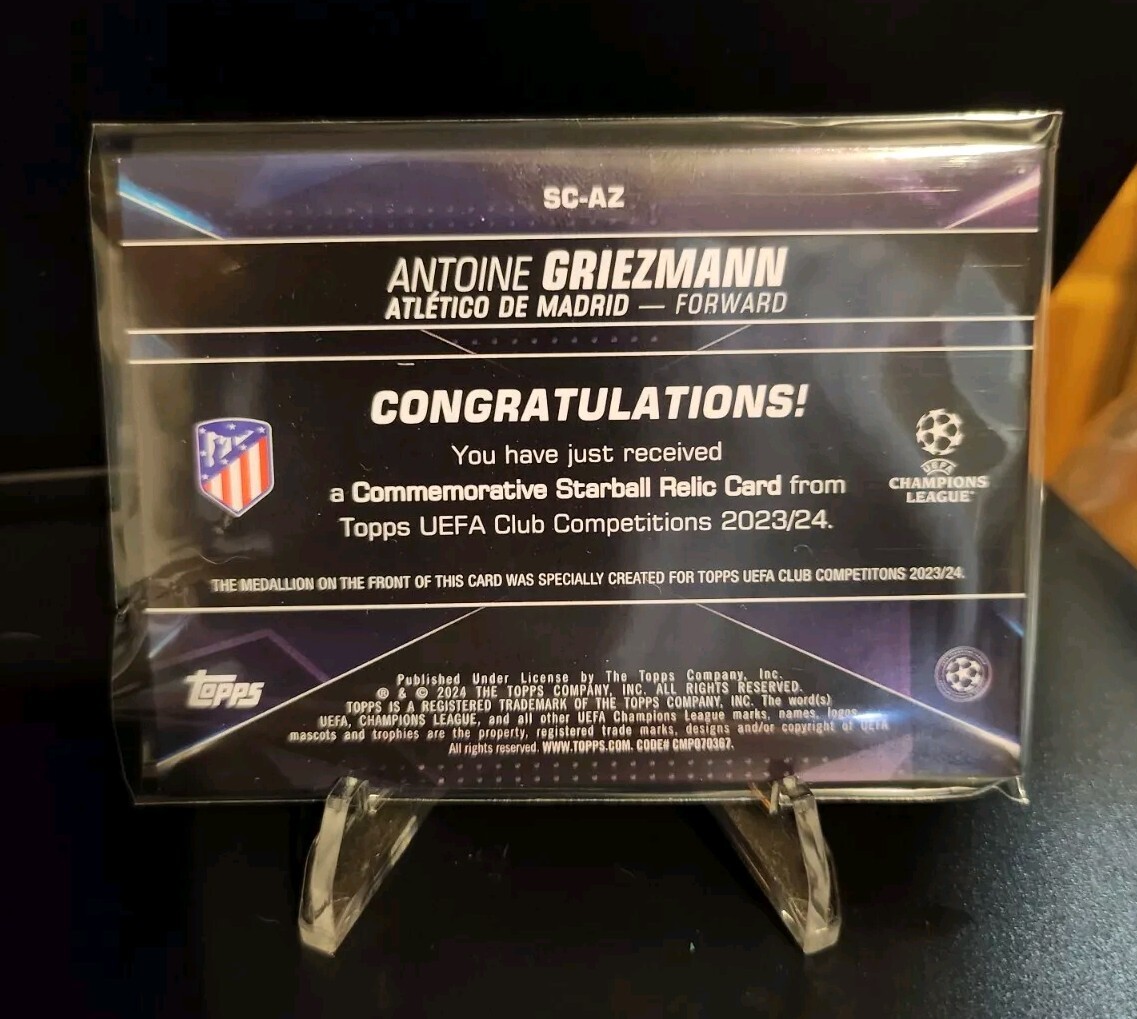 SC-AZ
ANTOINE GRIEZMANN
ATLÉTICO DE MADRID — FORWARD
CONGRATULATIONS!
You have just received
a Commemorative Starball Relic Card from
Topps UEFA Club Competitions 2023/24.
UEFA
CHAMPIONS
LEAGUE
THE MEDALLION ON THE FRONT OF THIS CARD WAS SPECIALLY CREATED FOR TOPPS UEFA CLUB COMPETITONS 2023/24.
topps
Published Under License by The Topps Company, Inc.
® & © 2024 THE TOPPS COMPANY, INC. ALL RIGHTS RESERVED.
TOPPS IS A REGISTERED TRADEMARK OF THE TOPPS COMPANY, INC. The word(s)
UEFA, CHAMPIONS LEAGUE, and all other UEFA Champions League marks, names, logos,
mascots and trophies are the property, registered trade marks, designs and/or copyright of UEFA
All rights reserved. WWW.TOPPS.COM. CODE# CMP070367.